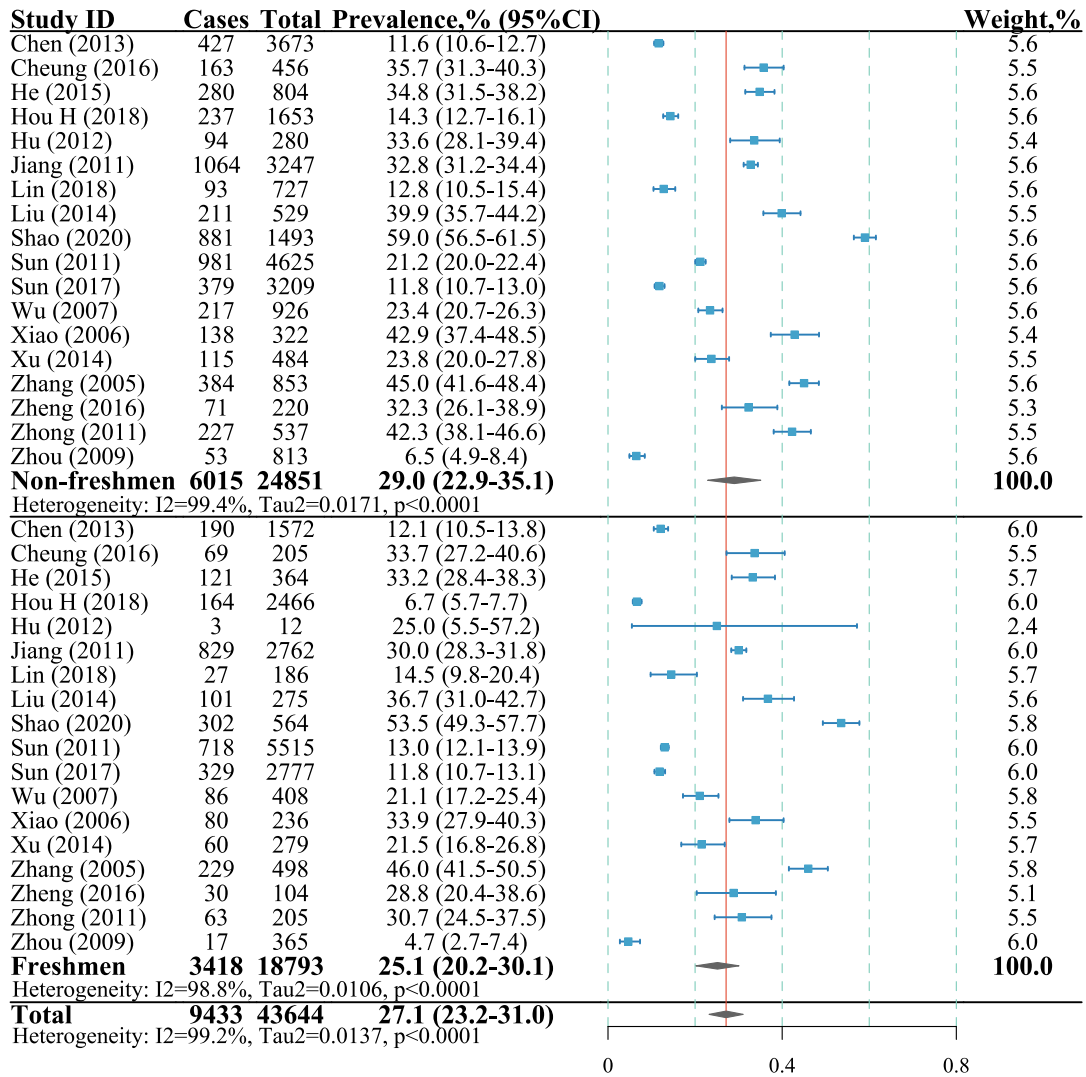 Study ID Cases Total Prevalence,% (95%CI) Weight,%
Chen (2013) 427 3673 11.6 (10.6-12.7) 5.6
Cheung (2016) 163 456 35.7 (31.3-40.3) 5.5
He (2015) 280 804 34.8 (31.5-38.2) 5.6
Hou H (2018) 237 1653 14.3 (12.7-16.1) 5.6
Hu (2012) 94 280 33.6 (28.1-39.4) 5.4
Jiang (2011) 1064 3247 32.8 (31.2-34.4) 5.6
Lin (2018) 93 727 12.8 (10.5-15.4) 5.6
Liu (2014) 211 529 39.9 (35.7-44.2) 5.5
Shao (2020) 881 1493 59.0 (56.5-61.5) 5.6
Sun (2011) 981 4625 21.2 (20.0-22.4) 5.6
Sun (2017) 379 3209 11.8 (10.7-13.0) 5.6
Wu (2007) 217 926 23.4 (20.7-26.3) 5.6
Xiao (2006) 138 322 42.9 (37.4-48.5) 5.4
Xu (2014) 115 484 23.8 (20.0-27.8) 5.5
Zhang (2005) 384 853 45.0 (41.6-48.4) 5.6
Zheng (2016) 71 220 32.3 (26.1-38.9) 5.3
Zhong (2011) 227 537 42.3 (38.1-46.6) 5.5
Zhou (2009) 53 813 6.5 (4.9-8.4) 5.6
Non-freshmen 6015 24851 29.0 (22.9-35.1) 100.0
Heterogeneity: I2=99.4%, Tau2=0.0171, p<0.0001
Chen (2013) 190 1572 12.1 (10.5-13.8) 6.0
Cheung (2016) 69 205 33.7 (27.2-40.6) 5.5
He (2015) 121 364 33.2 (28.4-38.3) 5.7
Hou H (2018) 164 2466 6.7 (5.7-7.7) 6.0
Hu (2012) 3 12 25.0 (5.5-57.2) 2.4
Jiang (2011) 829 2762 30.0 (28.3-31.8) 6.0
Lin (2018) 27 186 14.5 (9.8-20.4) 5.7
Liu (2014) 101 275 36.7 (31.0-42.7) 5.6
Shao (2020) 302 564 53.5 (49.3-57.7) 5.8
Sun (2011) 718 5515 13.0 (12.1-13.9) 6.0
Sun (2017) 329 2777 11.8 (10.7-13.1) 6.0
Wu (2007) 86 408 21.1 (17.2-25.4) 5.8
Xiao (2006) 80 236 33.9 (27.9-40.3) 5.5
Xu (2014) 60 279 21.5 (16.8-26.8) 5.7
Zhang (2005) 229 498 46.0 (41.5-50.5) 5.8
Zheng (2016) 30 104 28.8 (20.4-38.6) 5.1
Zhong (2011) 63 205 30.7 (24.5-37.5) 5.5
Zhou (2009) 17 365 4.7 (2.7-7.4) 6.0
Freshmen 3418 18793 25.1 (20.2-30.1) 100.0
Heterogeneity: I2=98.8%, Tau2=0.0106, p<0.0001
Total 9433 43644 27.1 (23.2-31.0)
Heterogeneity: I2=99.2%, Tau2=0.0137, p<0.0001
0 0.4 0.8